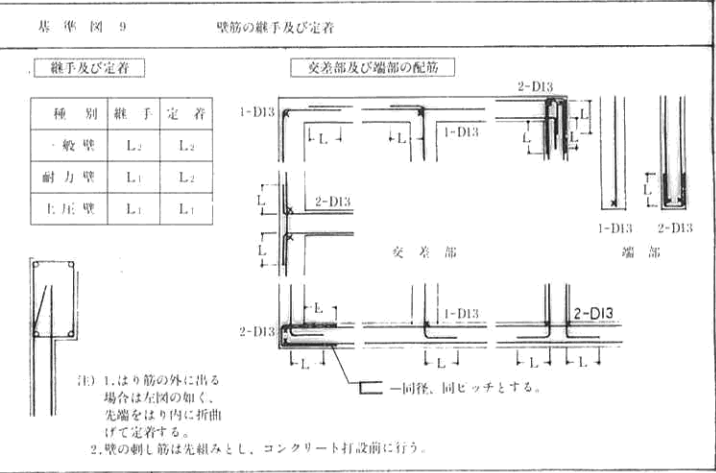 基準図 9 壁筋の継手及び定着
継手及び定着
交差部及び端部の配筋
種別 継手 定着
一般壁 L₂ L₂
耐力壁 L₁ L₂
土圧壁 L₁ L₁
1-D13
L
L
1-D13
2-D13
L
L
L
L
2-D13
L
交差部
L
1-D13
2-D13
端部
2-D13
L
1-D13
2-D13
L
L
L
L
同径、同ピッチとする。
注) 1.はり筋の外に出る
場合は左図の如く、
先端をはり内に折曲
げて定着する。
2.壁の刺し筋は先組みとし、コンクリート打設前に行う。